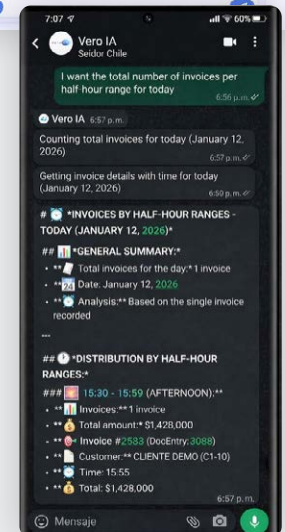 7:07
60%
Vero IA
Seidor Chile
I want the total number of invoices per
half hour range for today
6:56 p.m.
Vero IA 6:57 p.m.
Counting total invoices for today (January 12,
2026)
6:57 p.m.
Getting invoice details with time for today
(January 12, 2026)
6:50 p.m.
# *INVOICES BY HALF-HOUR RANGES -
TODAY (JANUARY 12, 2026)*
## *GENERAL SUMMARY:*
• ** Total invoices for the day:* 1 invoice
• ** Date: January 12, 2026
• ** Analysis:** Based on the single invoice
recorded
---
## *DISTRIBUTION BY HALF-HOUR
RANGES:*
### 15:30 - 15:59 (AFTERNOON):**
• ** Invoices:** 1 invoice
• ** Total amount:* $1,428,000
• ** Invoice #2583 (DocEntry:3088)
• ** Customer:** CLIENTE DEMO (C1-10)
• ** Time: 15:55
• ** Total: $1,428,000
6:57 p.m.
Mensaje